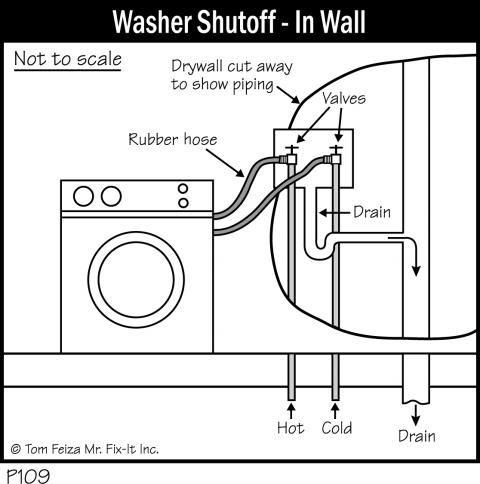 Washer Shutoff - In Wall
Not to scale
Drywall cut away
to show piping
Valves
Rubber hose
Drain
Hot
Cold
Drain
© Tom Feiza Mr. Fix-It Inc.
P109